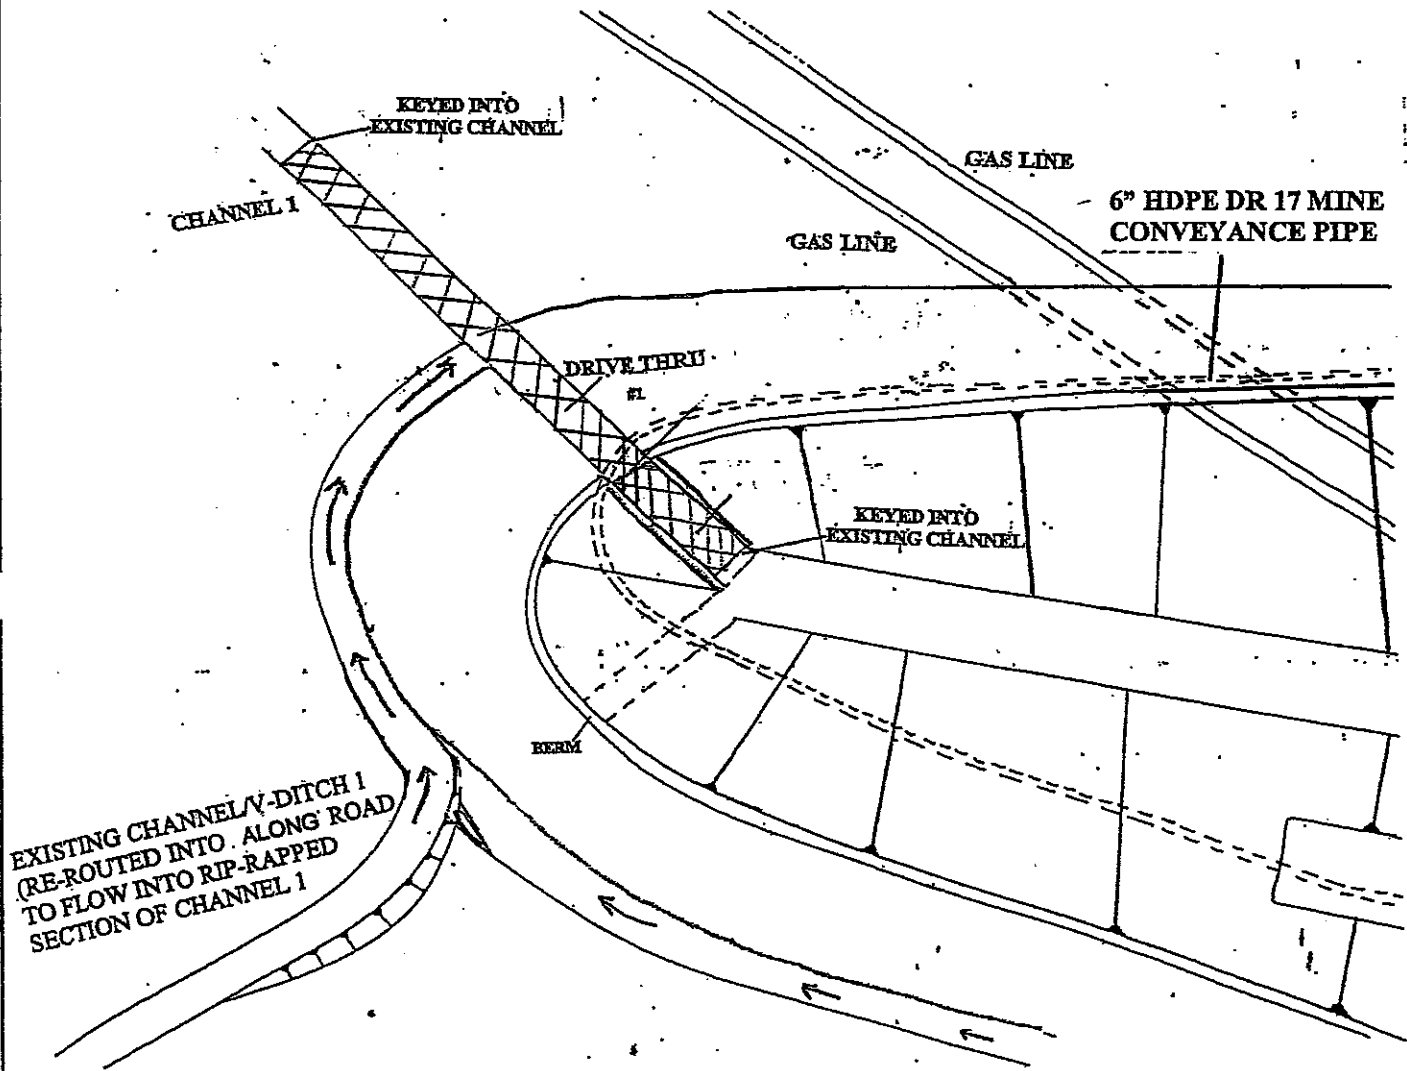 KEYED INTO
EXISTING CHANNEL
GAS LINE
CHANNEL 1
6" HDPE DR 17 MINE
CONVEYANCE PIPE
GAS LINE
DRIVE THRU
#1
KEYED INTO
EXISTING CHANNEL
BERM
EXISTING CHANNEL/V-DITCH 1
(RE-ROUTED INTO ALONG ROAD
TO FLOW INTO RIP-RAPPED
SECTION OF CHANNEL 1